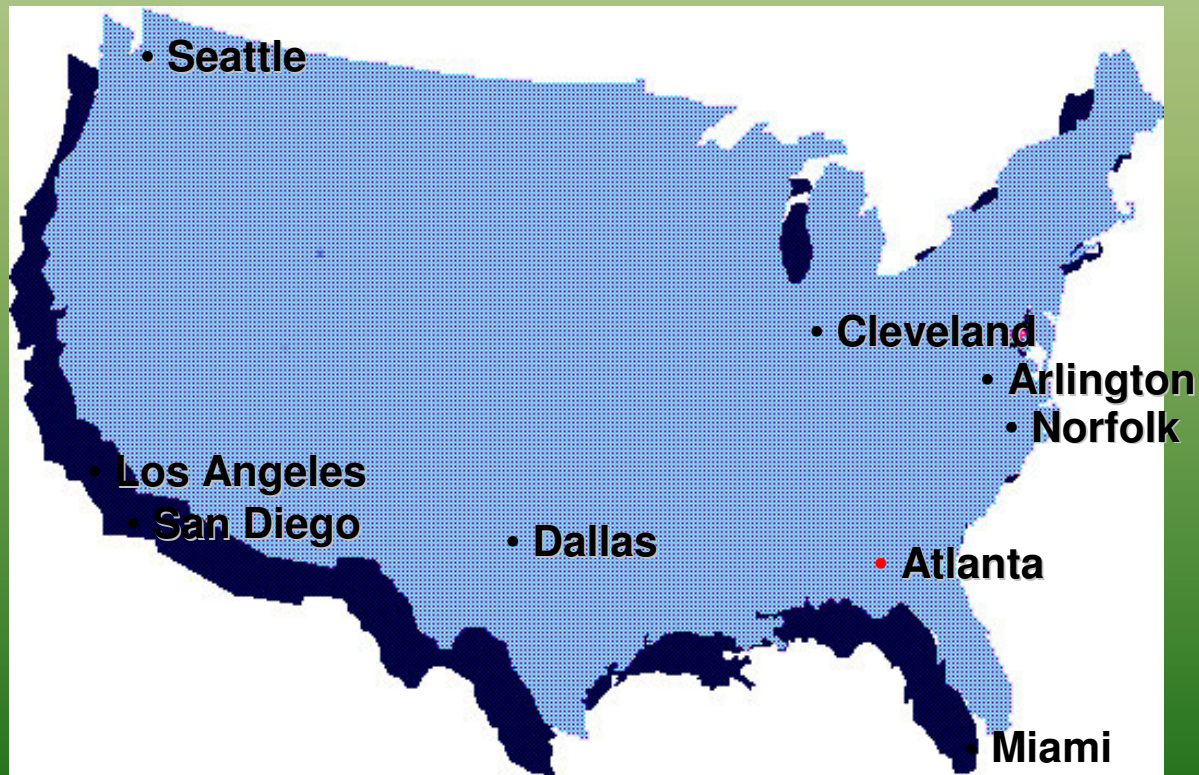 • Seattle
• Cleveland
• Arlington
• Norfolk
• Los Angeles
• San Diego
• Dallas
• Atlanta
• Miami